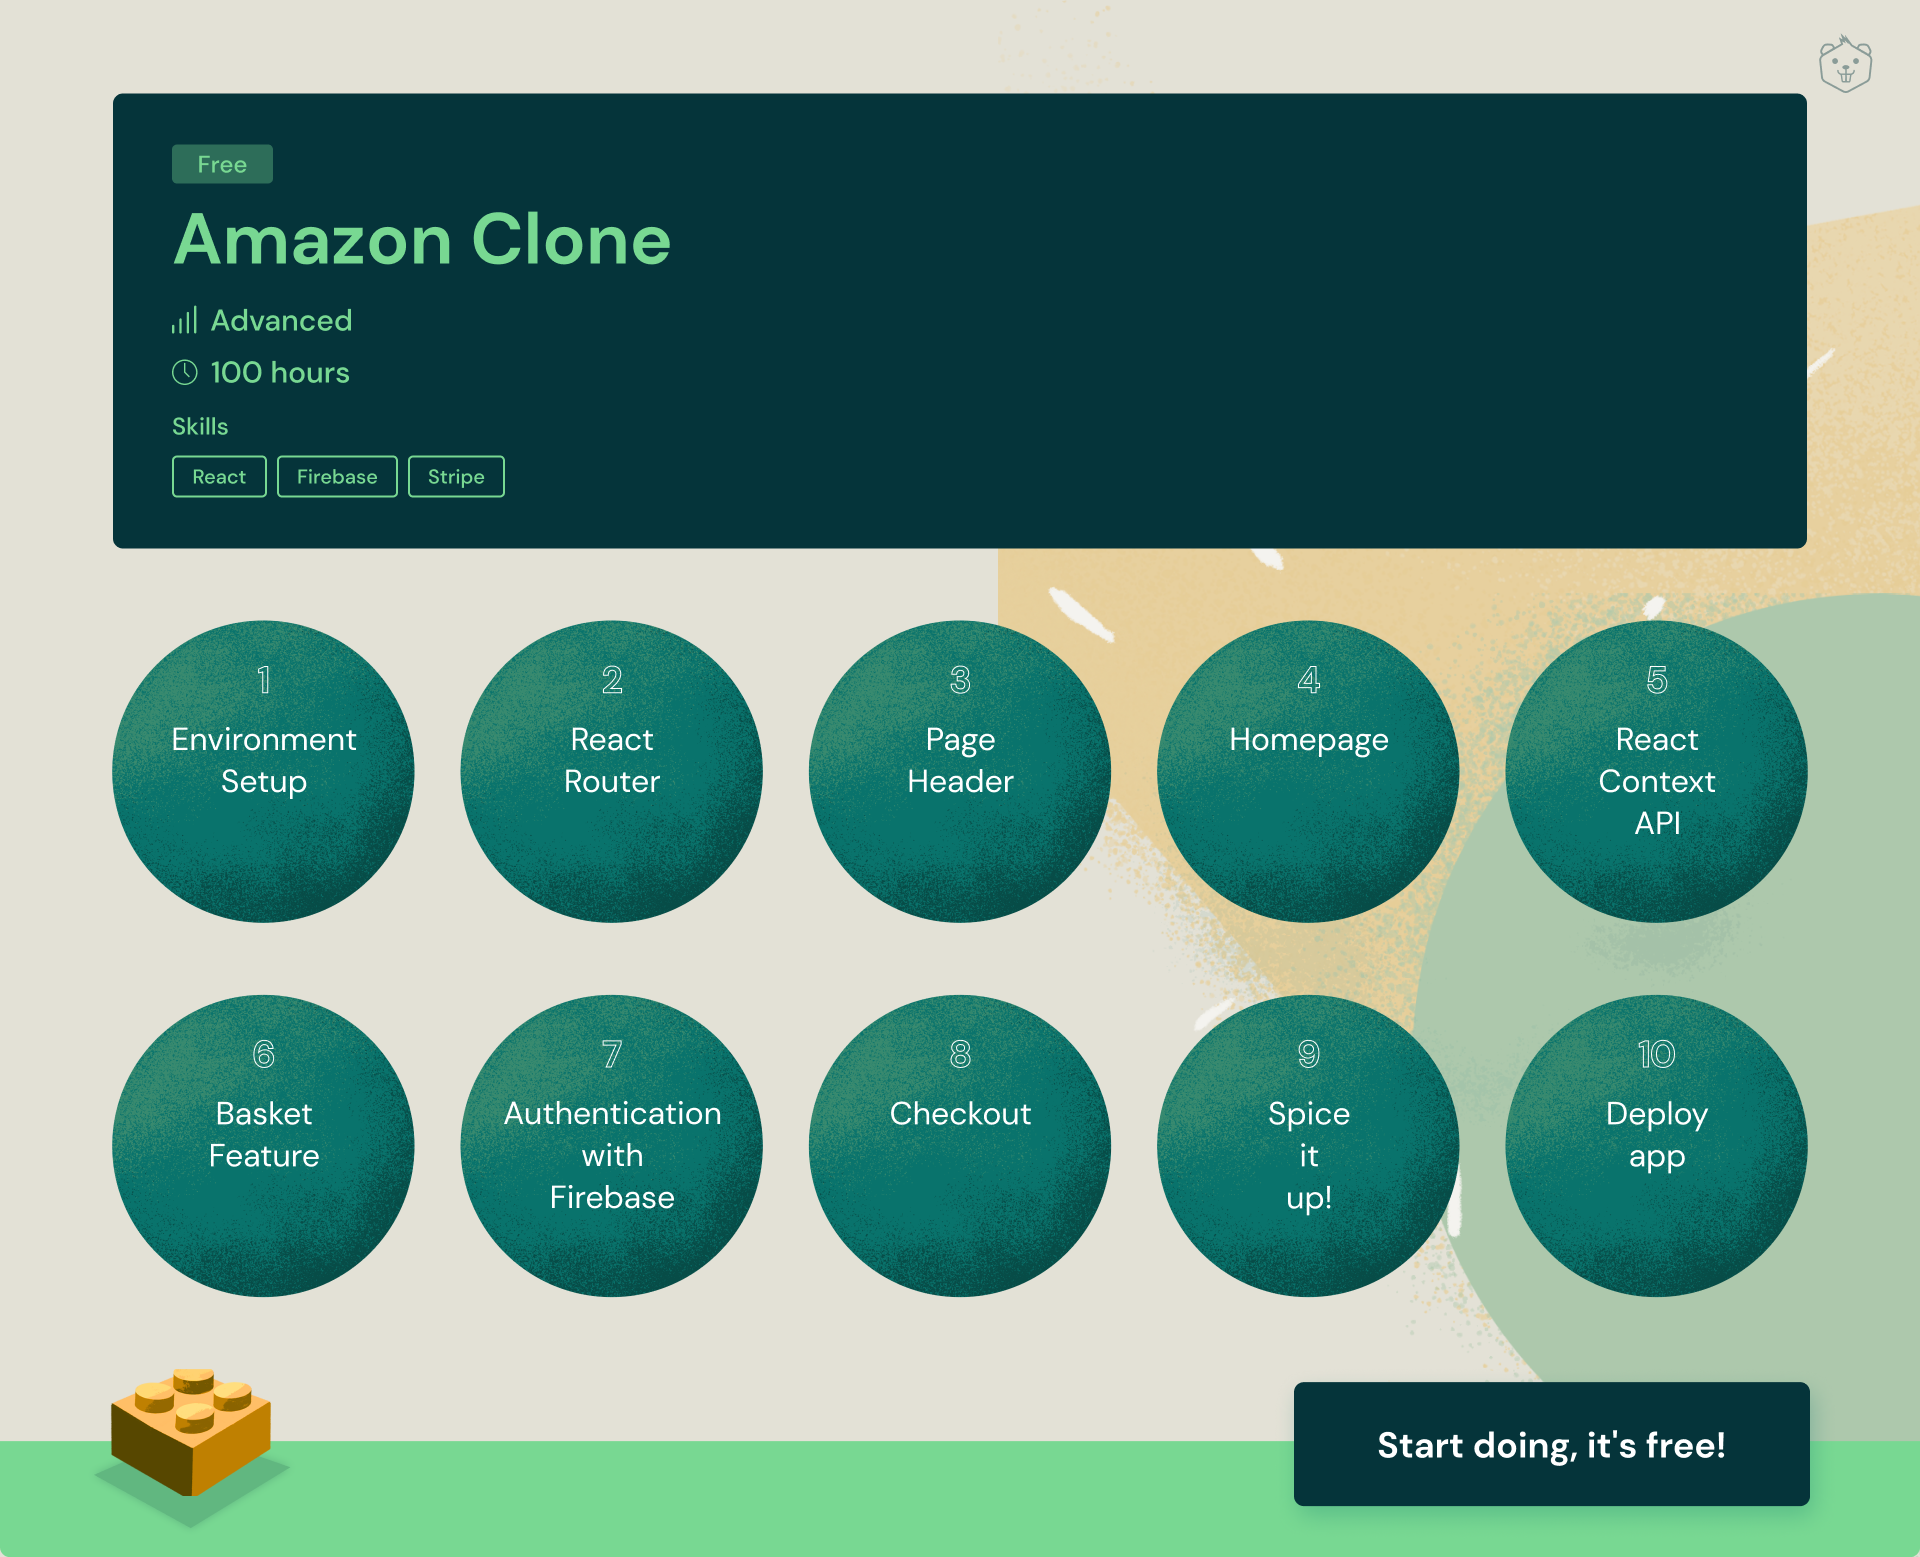 Free
Amazon Clone
Advanced
100 hours
Skills
React
Firebase
Stripe
1
Environment
Setup
2
React
Router
3
Page
Header
4
Homepage
5
React
Context
API
6
Basket
Feature
7
Authentication
with
Firebase
8
Checkout
9
Spice
it
up!
10
Deploy
app
Start doing, it's free!